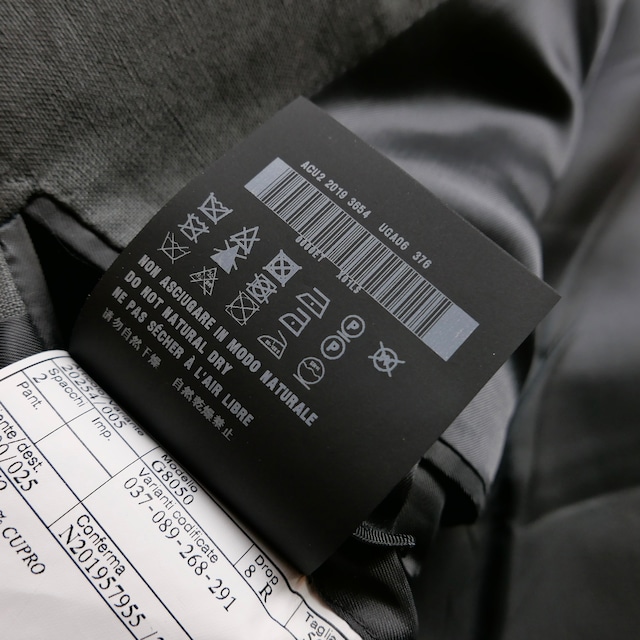 ACU2 2019 3654 UGA06 376
NON ASCIUGARE IN MODO NATURALE
DO NOT NATURAL DRY
NE PAS SÉCHER À L'AIR LIBRE
请勿自然干燥 自然乾燥禁止
P
P
Pant.
2
Spacchi
Imp.
Modello
G8050
Varianti codificate
037-089-268-291
Drop
8 R
025
Conferma
N201957955
% CUPRO